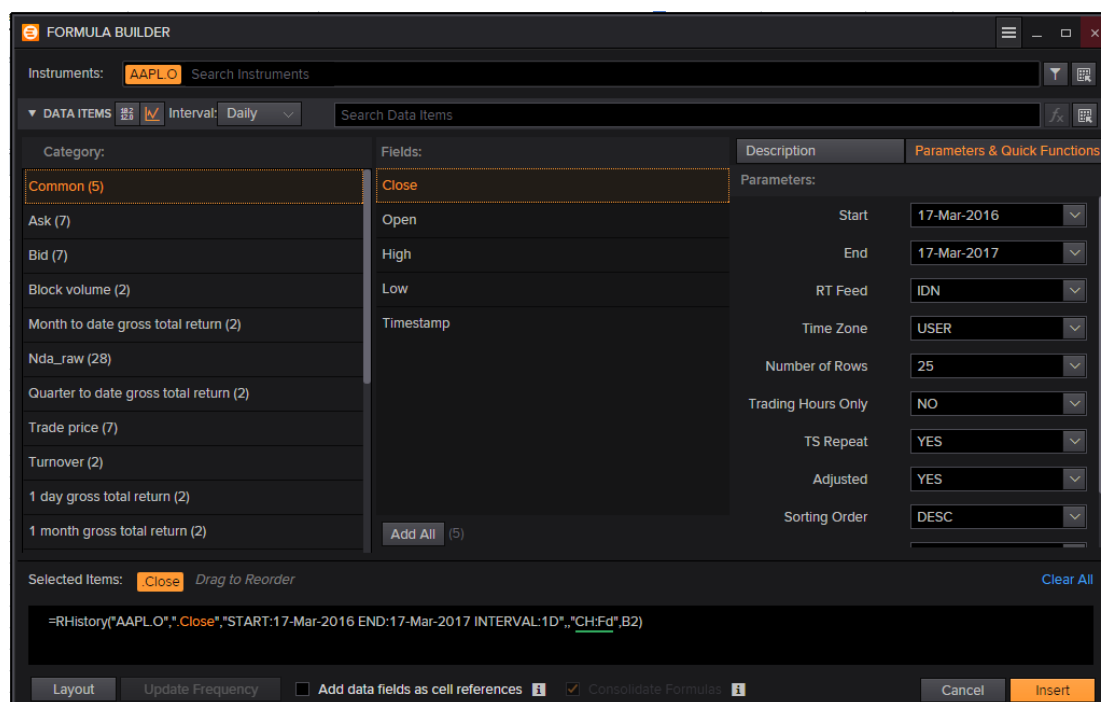 FORMULA BUILDER
Instruments: AAPL.O Search Instruments
DATA ITEMS Interval: Daily Search Data Items
Category: Fields: Description Parameters & Quick Functions
Common (5) Close Parameters:
Ask (7) Open Start 17-Mar-2016
Bid (7) High End 17-Mar-2017
Block volume (2) Low RT Feed IDN
Month to date gross total return (2) Timestamp Time Zone USER
Nda_raw (28) Number of Rows 25
Quarter to date gross total return (2) Trading Hours Only NO
Trade price (7) TS Repeat YES
Turnover (2) Adjusted YES
1 day gross total return (2) Sorting Order DESC
1 month gross total return (2) Add All (5)
Selected Items: .Close Drag to Reorder Clear All
=RHistory("AAPL.O",".Close","START:17-Mar-2016 END:17-Mar-2017 INTERVAL:1D",,"CH:Fd",B2)
Layout Update Frequency Add data fields as cell references Consolidate Formulas Cancel Insert